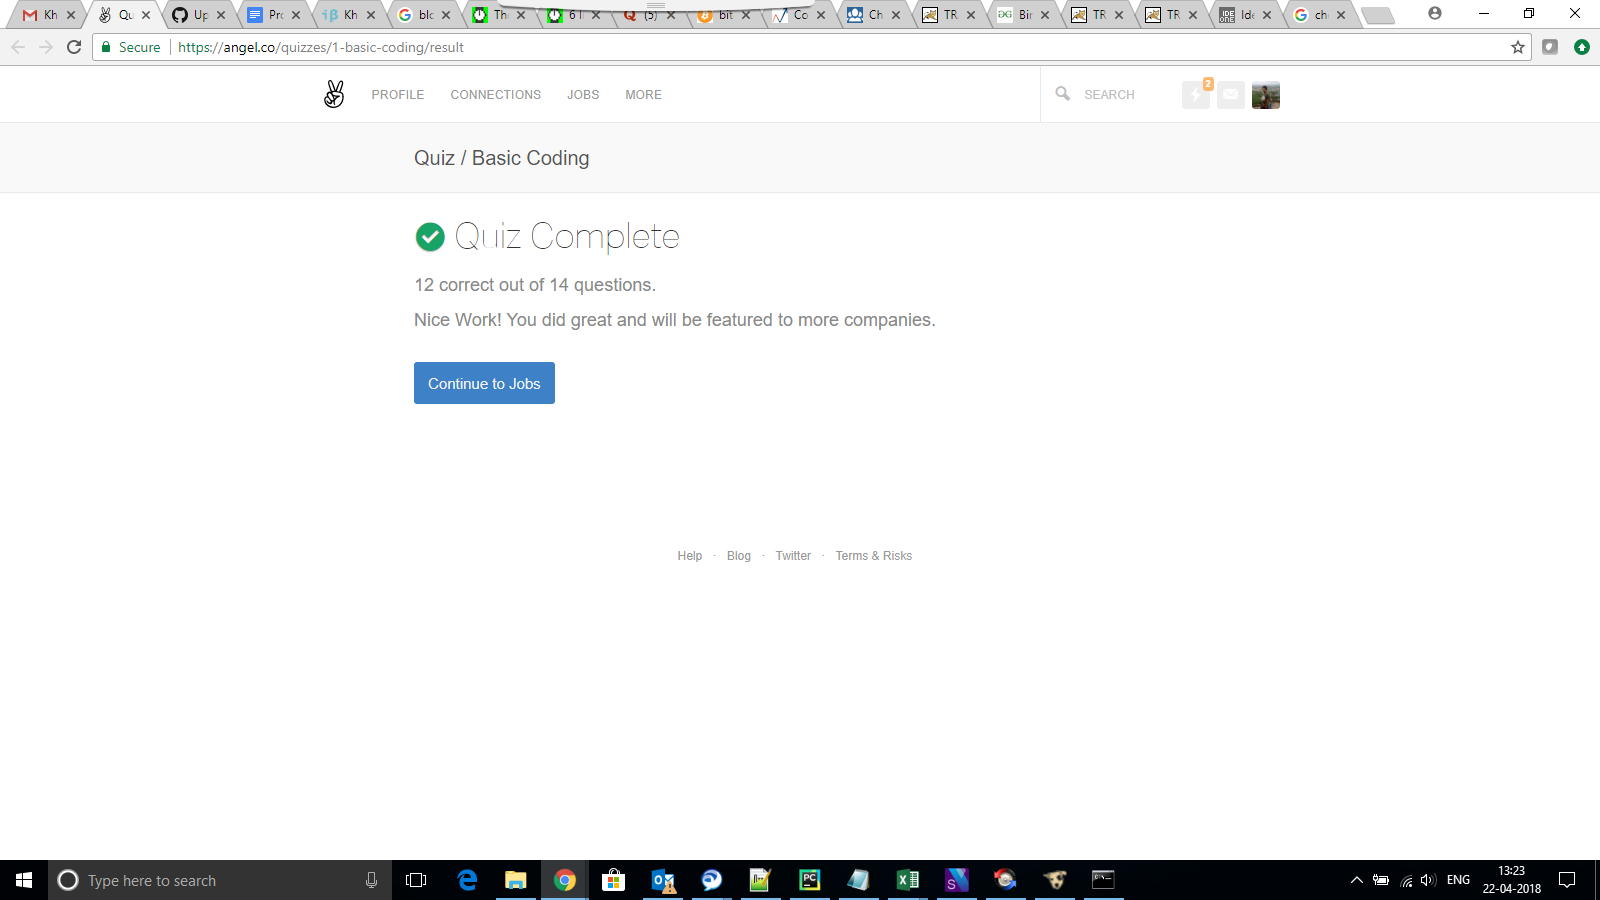 Kh
Qu
Up
Pro
Kh
blo
The
6 l
(5)
bit
Co
Ch
TR
Bir
TR
TR
Ide
ch
Secure
https://angel.co/quizzes/1-basic-coding/result
PROFILE CONNECTIONS JOBS MORE
SEARCH
2
Quiz / Basic Coding
Quiz Complete
12 correct out of 14 questions.
Nice Work! You did great and will be featured to more companies.
Continue to Jobs
Help · Blog · Twitter · Terms & Risks
Type here to search
ENG
13:23
22-04-2018